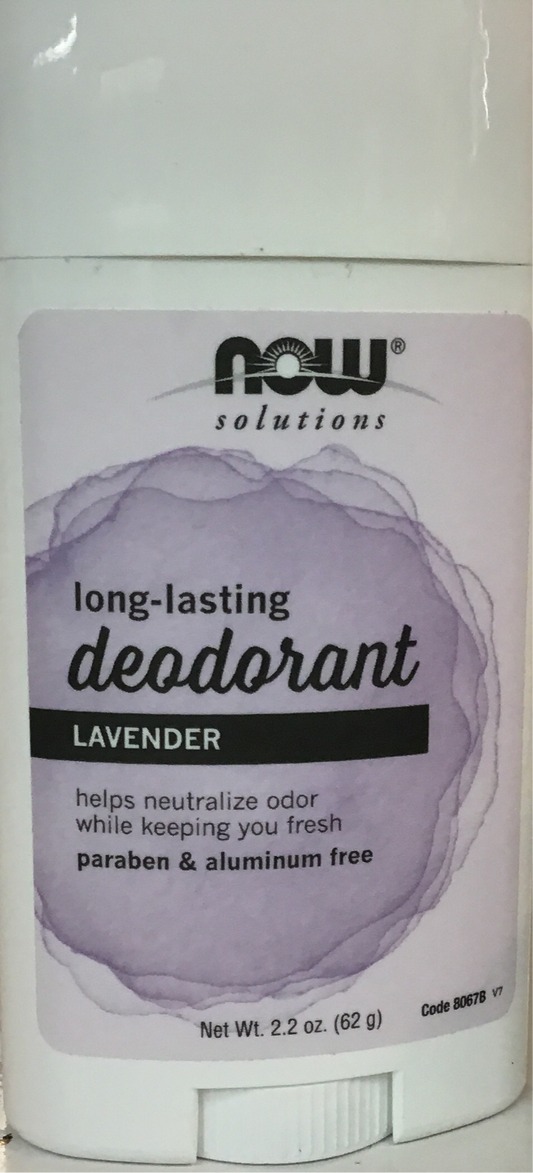 now®
solutions
long-lasting
deodorant
LAVENDER
helps neutralize odor
while keeping you fresh
paraben & aluminum free
Code 8067B V7
Net Wt. 2.2 oz. (62 g)